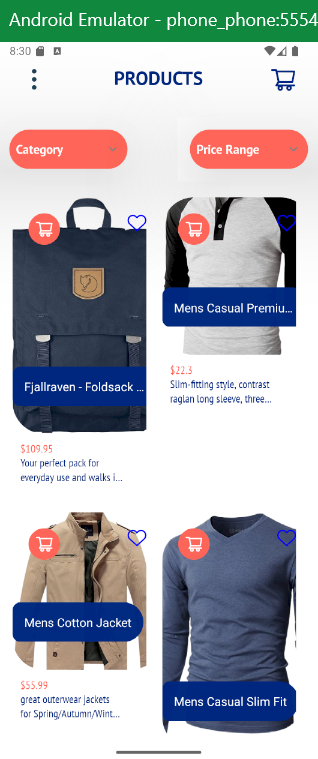 Android Emulator - phone_phone:5554
8:30
PRODUCTS
Category
Price Range
Fjallraven - Foldsack ...
$109.95
Your perfect pack for
everyday use and walks i...
Mens Casual Premiu...
$22.3
Slim-fitting style, contrast
raglan long sleeve, three...
Mens Cotton Jacket
$55.99
great outerwear jackets
for Spring/Autumn/Wint...
Mens Casual Slim Fit